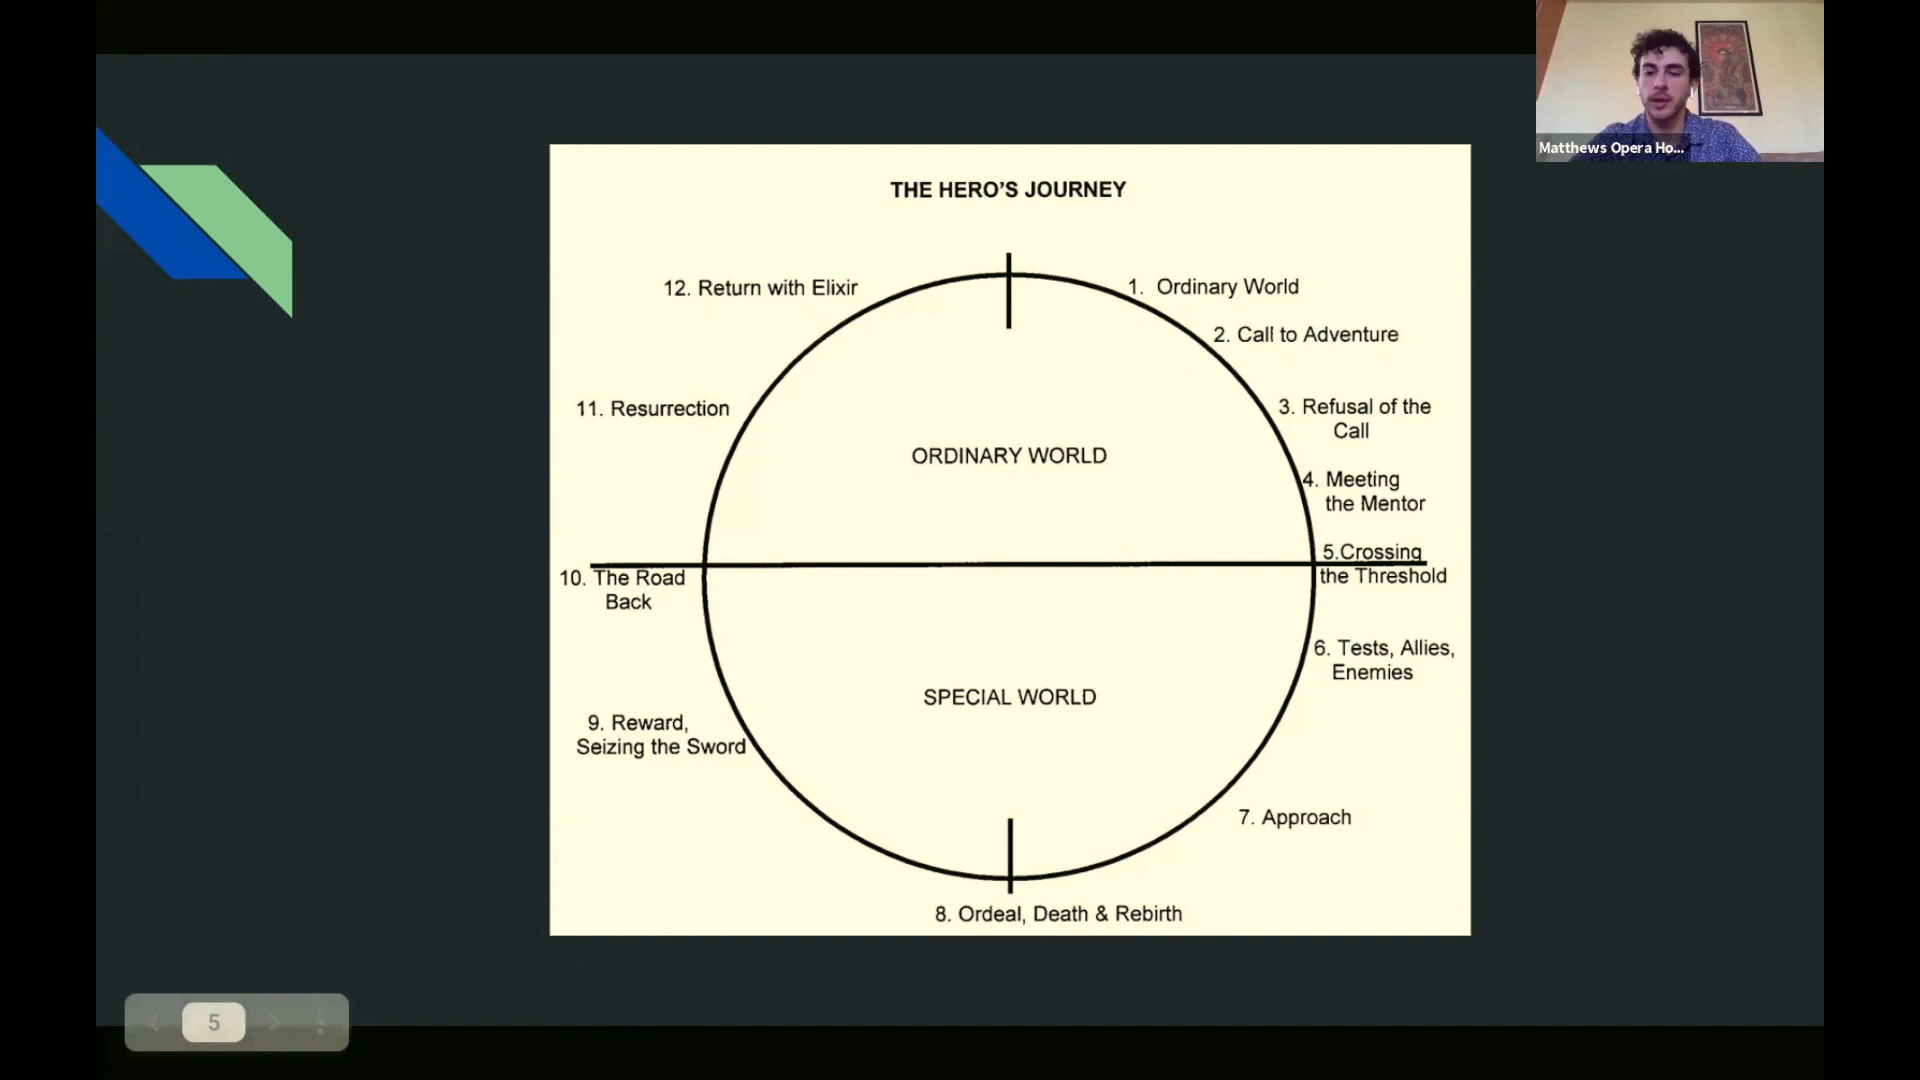 Matthews Opera Ho...
THE HERO'S JOURNEY
12. Return with Elixir
1. Ordinary World
2. Call to Adventure
11. Resurrection
3. Refusal of the
Call
ORDINARY WORLD
4. Meeting
the Mentor
5.Crossing
the Threshold
10. The Road
Back
6. Tests, Allies,
Enemies
SPECIAL WORLD
9. Reward,
Seizing the Sword
7. Approach
8. Ordeal, Death & Rebirth
5